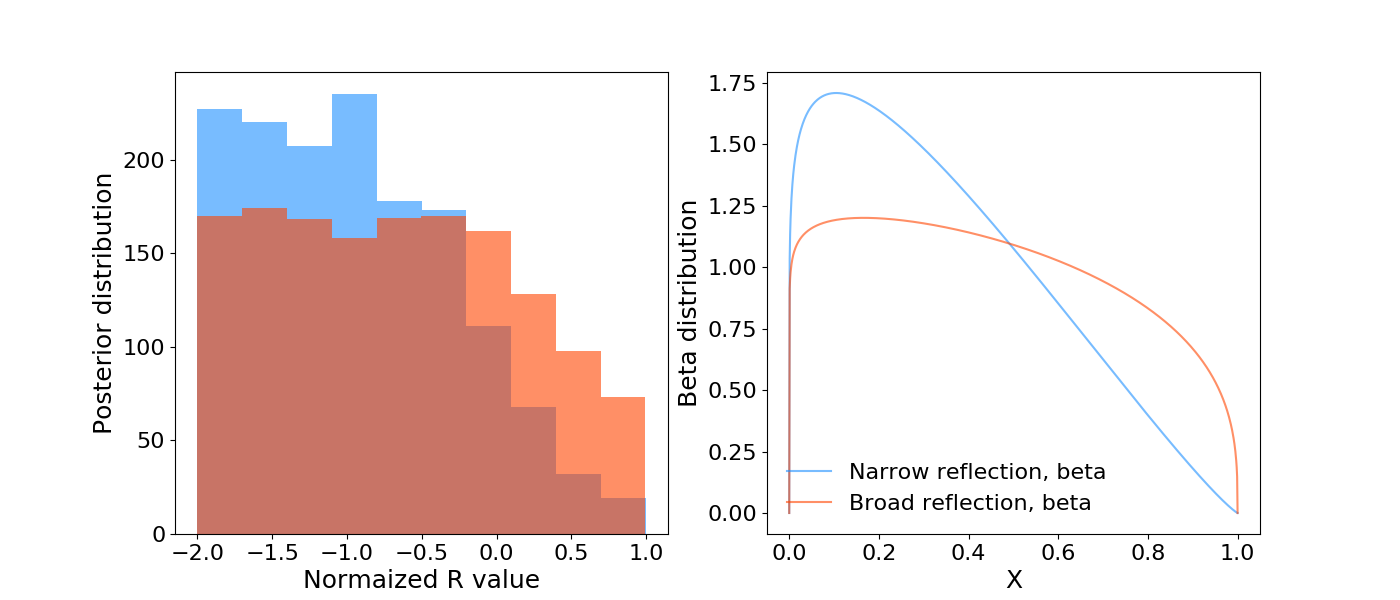 Posterior distribution
200
150
100
50
0
−2.0 −1.5 −1.0 −0.5 0.0 0.5 1.0
Normaized R value
Beta distribution
1.75
1.50
1.25
1.00
0.75
0.50
0.25
0.00
Narrow reflection, beta
Broad reflection, beta
0.0 0.2 0.4 0.6 0.8 1.0
X